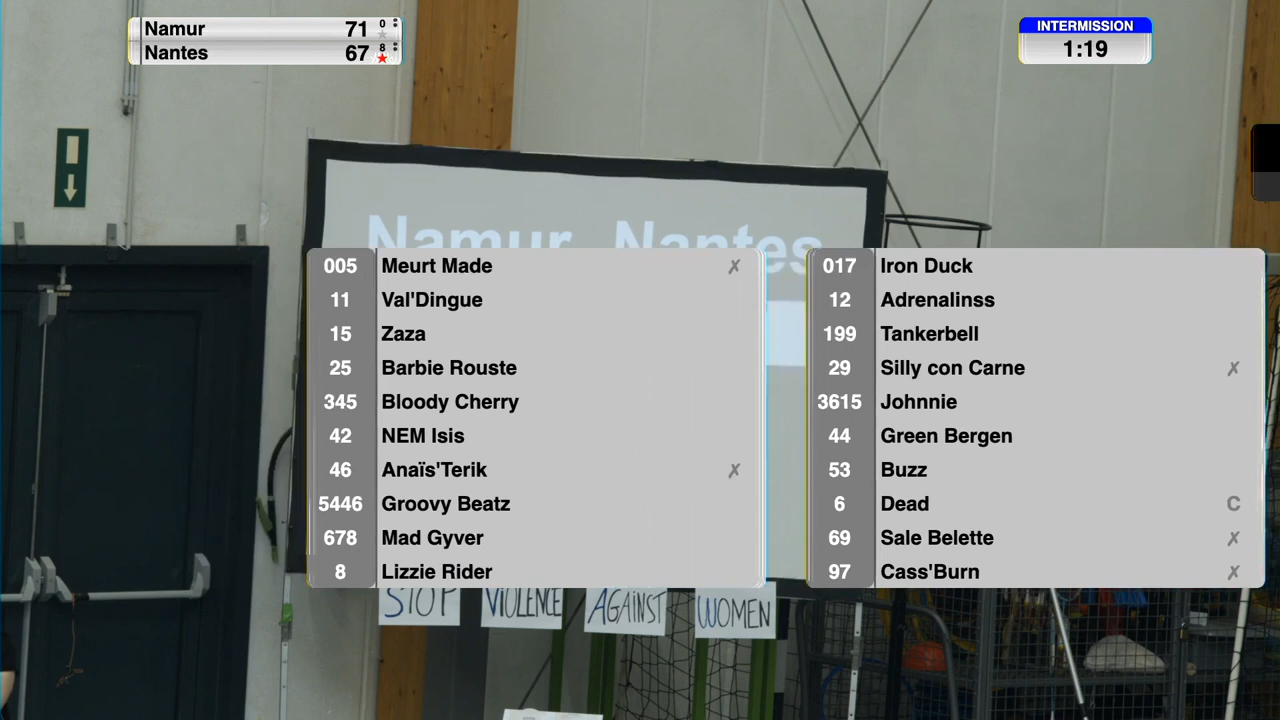 Namur 71 0
Nantes 67 8
INTERMISSION
1:19
Namur Nantes
005 Meurt Made ✗
11 Val'Dingue
15 Zaza
25 Barbie Rouste
345 Bloody Cherry
42 NEM Isis
46 Anaïs'Terik ✗
5446 Groovy Beatz
678 Mad Gyver
8 Lizzie Rider
017 Iron Duck
12 Adrenalinss
199 Tankerbell
29 Silly con Carne ✗
3615 Johnnie
44 Green Bergen
53 Buzz
6 Dead C
69 Sale Belette ✗
97 Cass'Burn ✗
STOP VIOLENCE AGAINST WOMEN